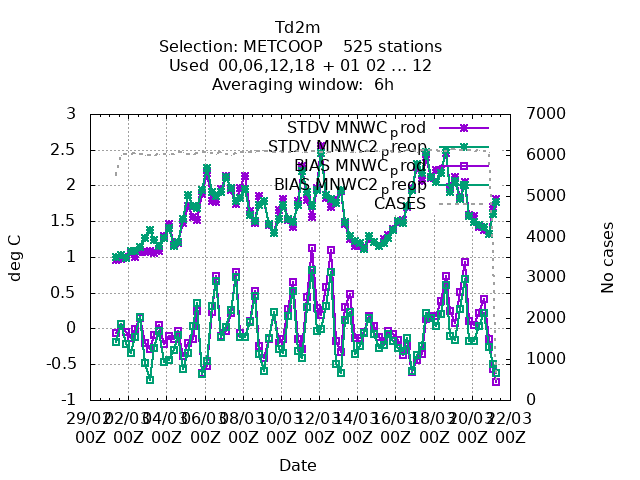 Td2m
Selection: METCOOP    525 stations
Used  00,06,12,18 + 01 02 ... 12
Averaging window:  6h
3 7000
STDV MNWCprod
2.5 6000
STDV MNWC2preop
BIAS MNWCprod
2 5000
BIAS MNWC2preop
CASES
1.5
4000
1
3000
0.5
0 2000
-0.5 1000
-1 0
deg C
No cases
29/02 02/03 04/03 06/03 08/03 10/03 12/03 14/03 16/03 18/03 20/03 22/03
00Z 00Z 00Z 00Z 00Z 00Z 00Z 00Z 00Z 00Z 00Z 00Z
Date